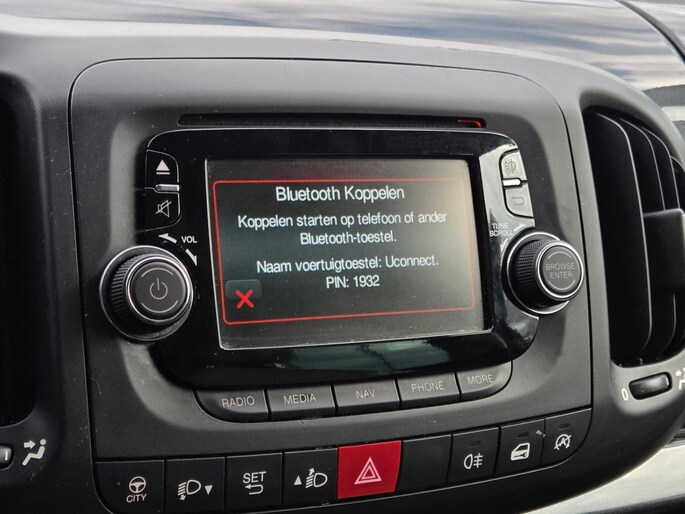 Bluetooth Koppelen
Koppelen starten op telefoon of ander
Bluetooth-toestel.
Naam voertuigtoestel: Uconnect.
PIN: 1932
VOL
TUNE
SCROLL
BROWSE
ENTER
RADIO
MEDIA
NAV
PHONE
MORE
0
CITY
SET